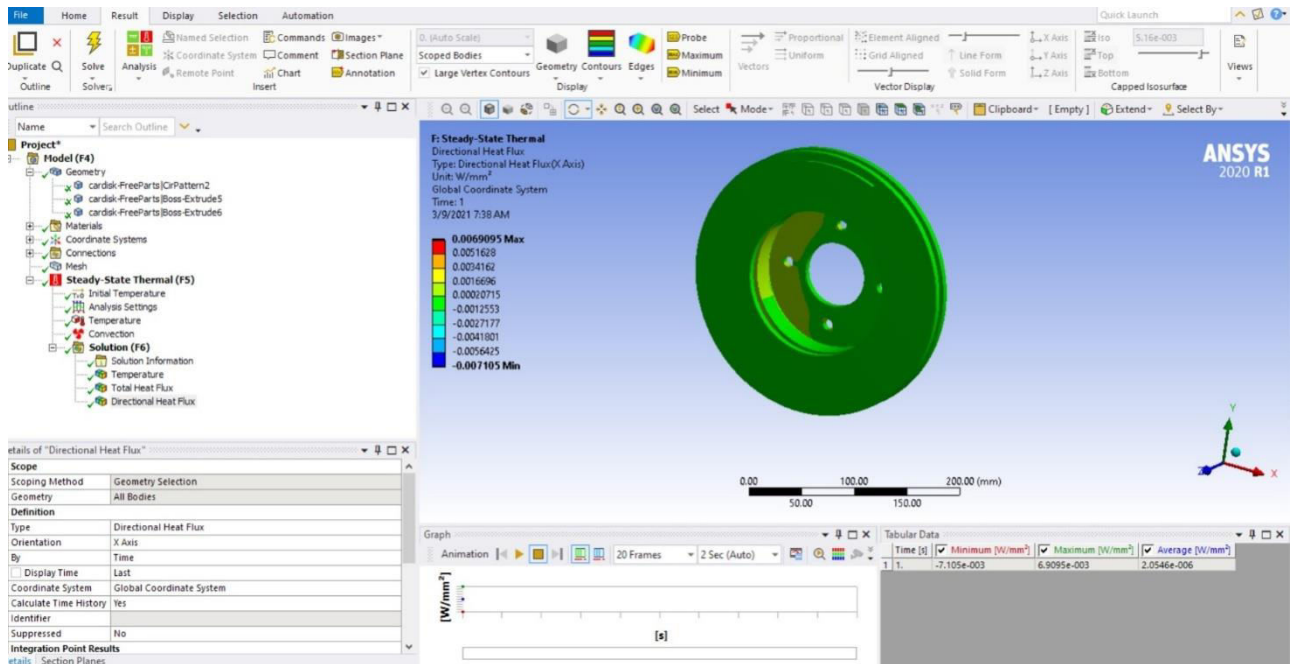 File Home Result Display Selection Automation Quick Launch
Duplicate Q Solve Analysis Named Selection Commands Images 0. (Auto Scale) Probe Proportional Element Aligned Line Form X Axis Iso 5.16e-003
Coordinate System Comment Section Plane Scoped Bodies Geometry Contours Edges Maximum Vectors Uniform Grid Aligned Solid Form Y Axis Top Views
Remote Point Chart Annotation Large Vertex Contours Minimum Z Axis Bottom
Outline Solver Insert Display Vector Display Capped Isosurface
utline
Select Mode Clipboard [Empty] Extend Select By
Name Search Outline
Project*
Model (F4)
Geometry
cardisk-FreeParts|CirPattern2
cardisk-FreeParts|Boss-Extrude5
cardisk-FreeParts|Boss-Extrude6
Materials
Coordinate Systems
Connections
Mesh
Steady-State Thermal (F5)
Initial Temperature
Analysis Settings
Temperature
Convection
Solution (F6)
Solution Information
Temperature
Total Heat Flux
Directional Heat Flux
F: Steady-State Thermal
Directional Heat Flux
Type: Directional Heat Flux(X Axis)
Unit: W/mm²
Global Coordinate System
Time: 1
3/9/2021 7:38 AM
0.0069095 Max
0.0051628
0.0034162
0.0016696
0.00020715
-0.0012553
-0.0027177
-0.0041801
-0.0056425
-0.007105 Min
ANSYS
2020 R1
Y
X
Z
0.00 100.00 200.00 (mm)
50.00 150.00
etails of "Directional Heat Flux"
Scope
Scoping Method Geometry Selection
Geometry All Bodies
Definition
Type Directional Heat Flux
Orientation X Axis
By Time
Display Time Last
Coordinate System Global Coordinate System
Calculate Time History Yes
Identifier
Suppressed No
Integration Point Results
etails Section Planes
Graph
Animation 20 Frames 2 Sec (Auto)
[W/mm²]
[s]
Tabular Data
Time [s] Minimum [W/mm²] Maximum [W/mm²] Average [W/mm²]
1 1. -7.105e-003 6.9095e-003 2.0546e-006